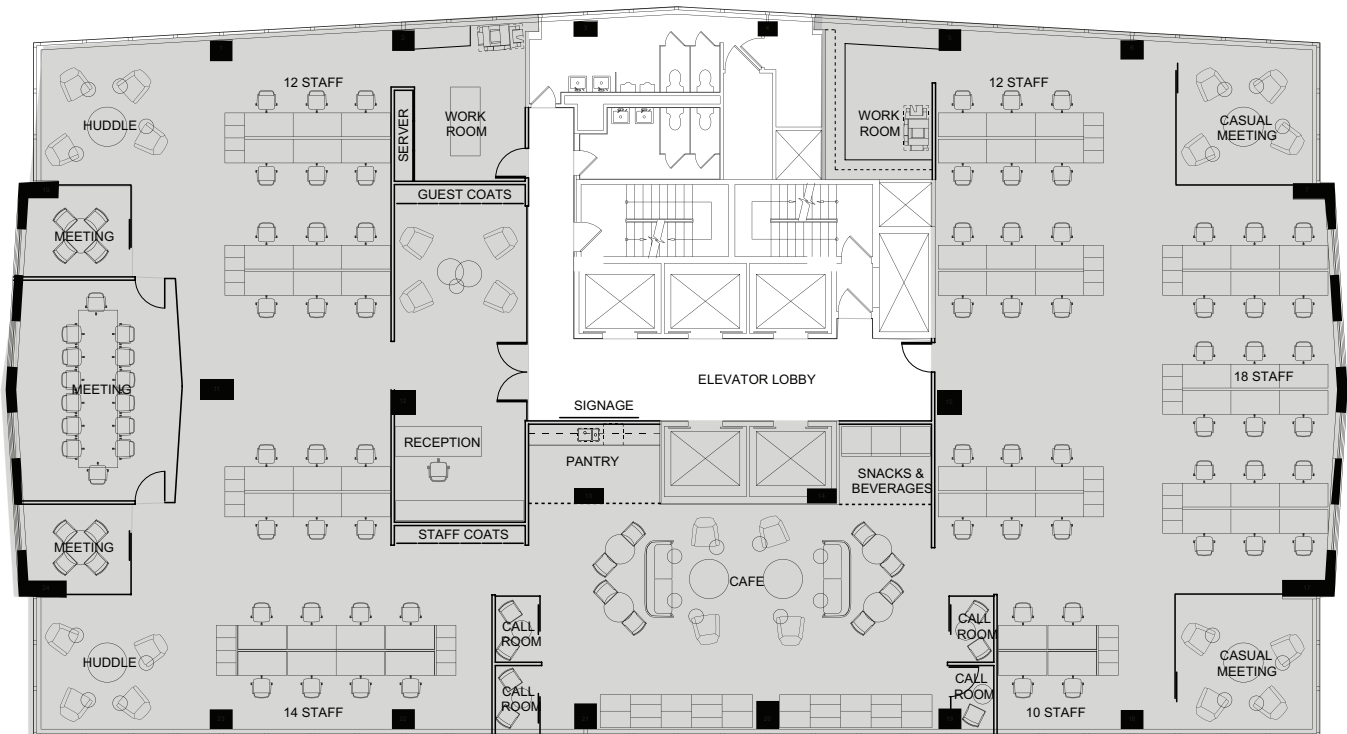 12 STAFF
12 STAFF
HUDDLE
SERVER
WORK
ROOM
WORK
ROOM
CASUAL
MEETING
GUEST COATS
MEETING
MEETING
ELEVATOR LOBBY
18 STAFF
SIGNAGE
RECEPTION
PANTRY
SNACKS &
BEVERAGES
STAFF COATS
MEETING
CAFE
CALL
ROOM
CALL
ROOM
HUDDLE
CASUAL
MEETING
CALL
ROOM
CALL
ROOM
14 STAFF
10 STAFF